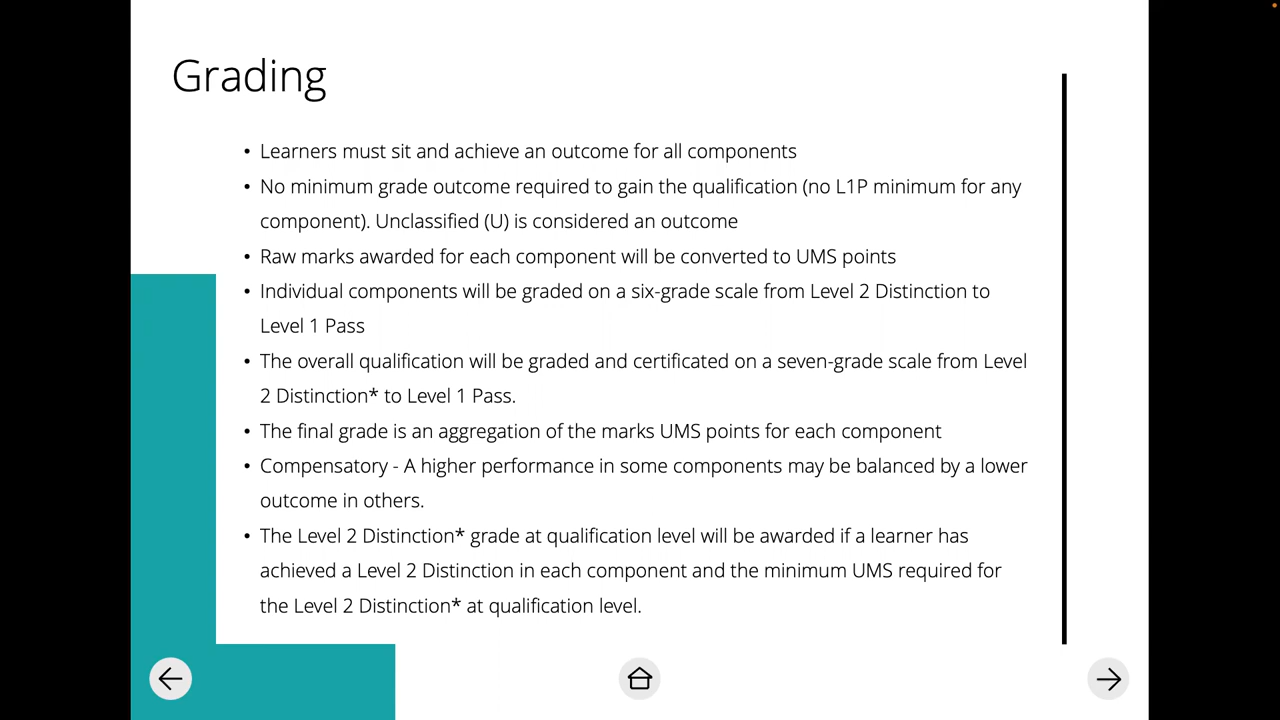 Grading
• Learners must sit and achieve an outcome for all components
• No minimum grade outcome required to gain the qualification (no L1P minimum for any
component). Unclassified (U) is considered an outcome
• Raw marks awarded for each component will be converted to UMS points
• Individual components will be graded on a six-grade scale from Level 2 Distinction to
Level 1 Pass
• The overall qualification will be graded and certificated on a seven-grade scale from Level
2 Distinction* to Level 1 Pass.
• The final grade is an aggregation of the marks UMS points for each component
• Compensatory - A higher performance in some components may be balanced by a lower
outcome in others.
• The Level 2 Distinction* grade at qualification level will be awarded if a learner has
achieved a Level 2 Distinction in each component and the minimum UMS required for
the Level 2 Distinction* at qualification level.